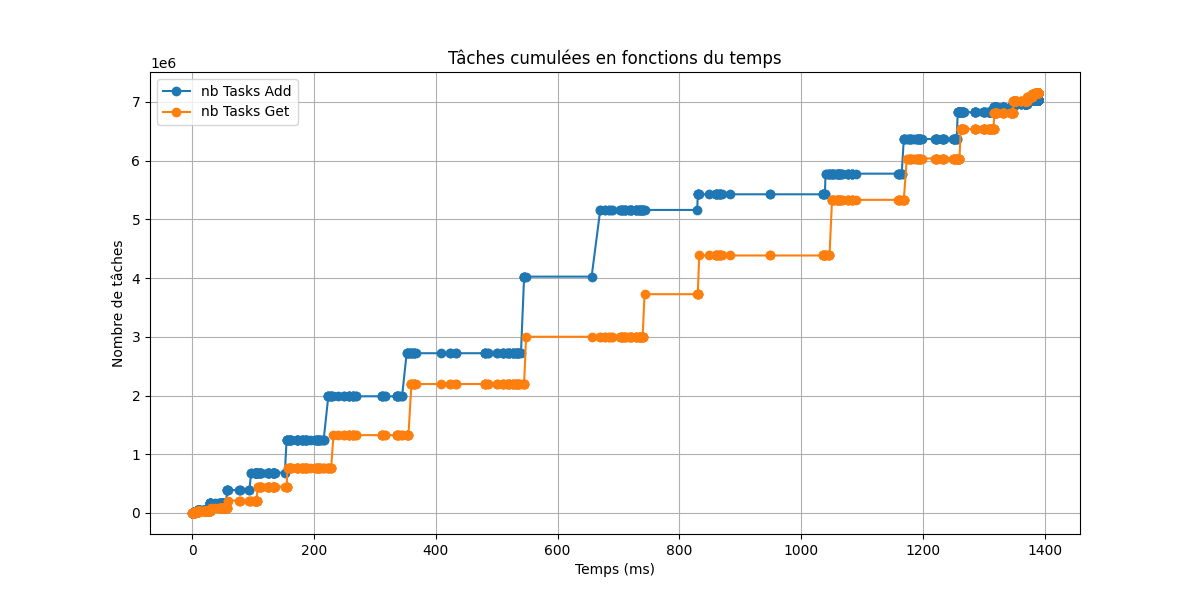 Tâches cumulées en fonctions du temps
1e6
nb Tasks Add
nb Tasks Get
7
6
5
4
3
2
1
0
Nombre de tâches
0 200 400 600 800 1000 1200 1400
Temps (ms)